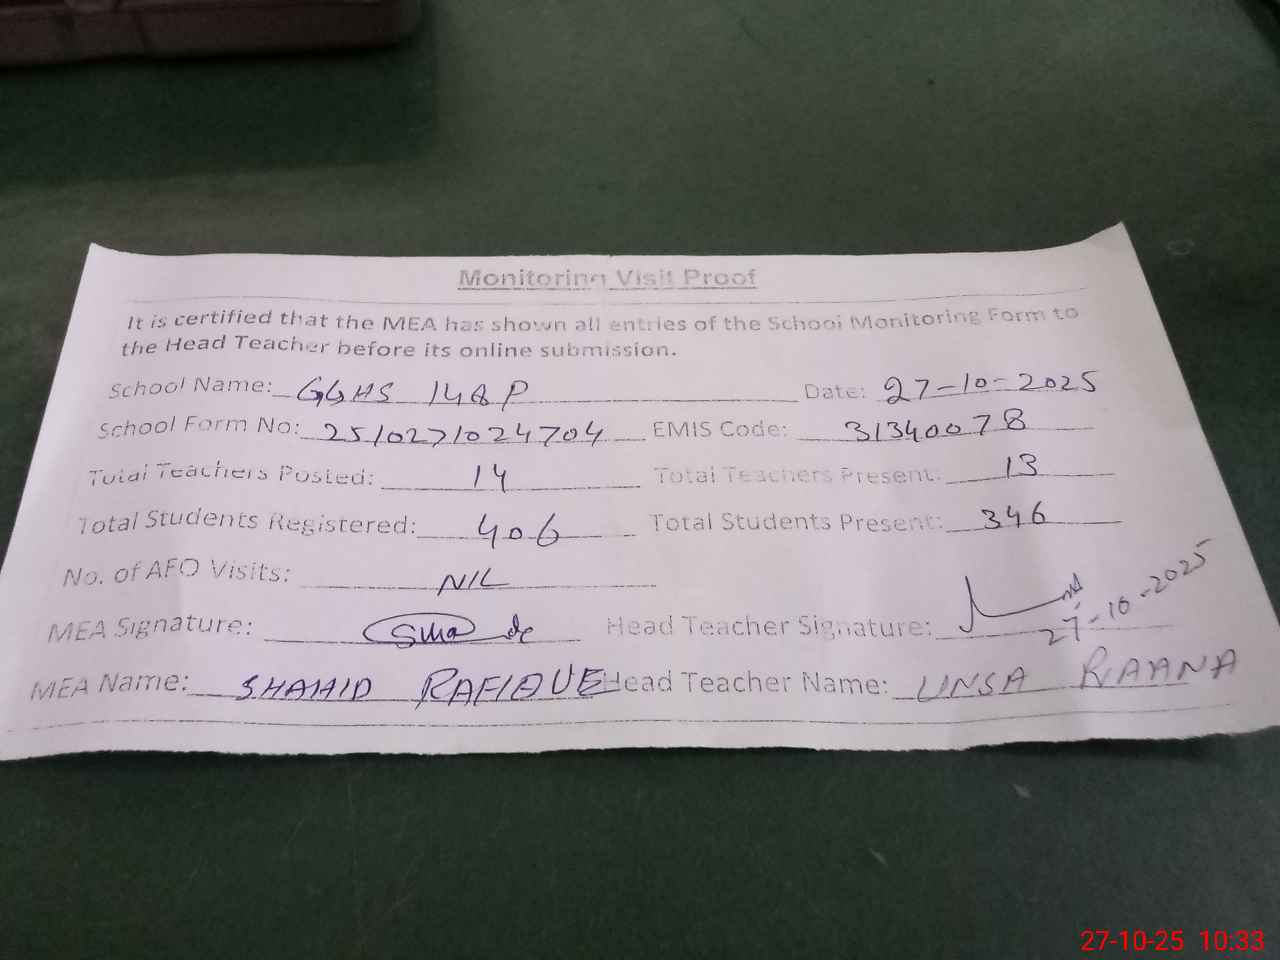 Monitoring Visit Proof
It is certified that the MEA has shown all entries of the School Monitoring Form to
the Head Teacher before its online submission.
School Name: GGHS 148P Date: 27-10-2025
School Form No: 2510271024704 EMIS Code: 31340078
Total Teachers Posted: 14 Total Teachers Present: 13
Total Students Registered: 406 Total Students Present: 346
No. of AEO Visits: NIL
MEA Signature: Head Teacher Signature: 27-10-2025
MEA Name: SHAHID RAFIQUE Head Teacher Name: UNSA RAANA
27-10-25 10:33